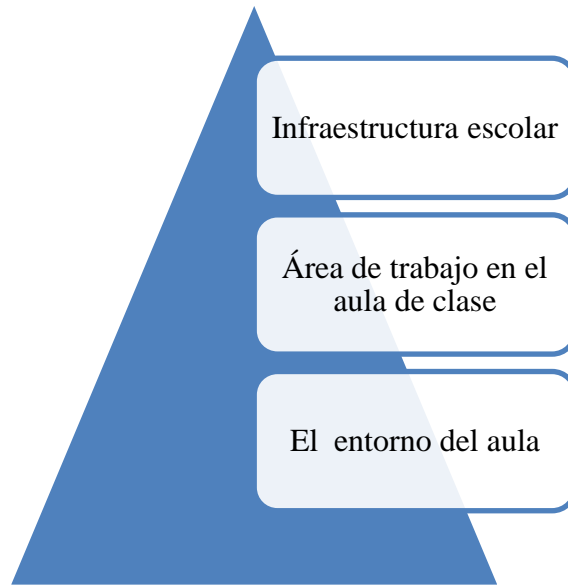 Infraestructura escolar
Área de trabajo en el
aula de clase
El entorno del aula